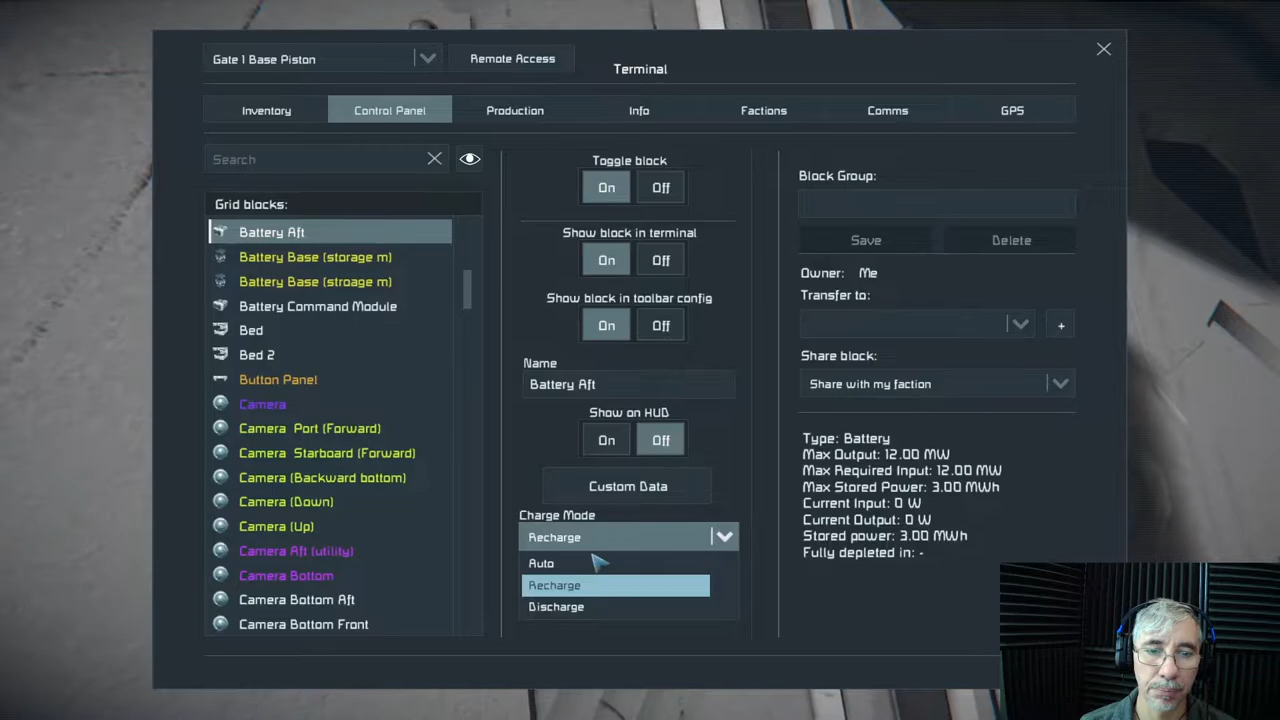 Gate 1 Base Piston
Remote Access
Terminal
Inventory
Control Panel
Production
Info
Factions
Comms
GPS
Search
Grid blocks:
Battery Aft
Battery Base (storage m)
Battery Base (stroage m)
Battery Command Module
Bed
Bed 2
Button Panel
Camera
Camera Port (Forward)
Camera Starboard (Forward)
Camera (Backward bottom)
Camera (Down)
Camera (Up)
Camera Aft (utility)
Camera Bottom
Camera Bottom Aft
Camera Bottom Front
Toggle block
On Off
Show block in terminal
On Off
Show block in toolbar config
On Off
Name
Battery Aft
Show on HUD
On Off
Custom Data
Charge Mode
Recharge
Auto
Recharge
Discharge
Block Group:
Save Delete
Owner: Me
Transfer to:
+
Share block:
Share with my faction
Type: Battery
Max Output: 12.00 MW
Max Required Input: 12.00 MW
Max Stored Power: 3.00 MWh
Current Input: 0 W
Current Output: 0 W
Stored power: 3.00 MWh
Fully depleted in: -